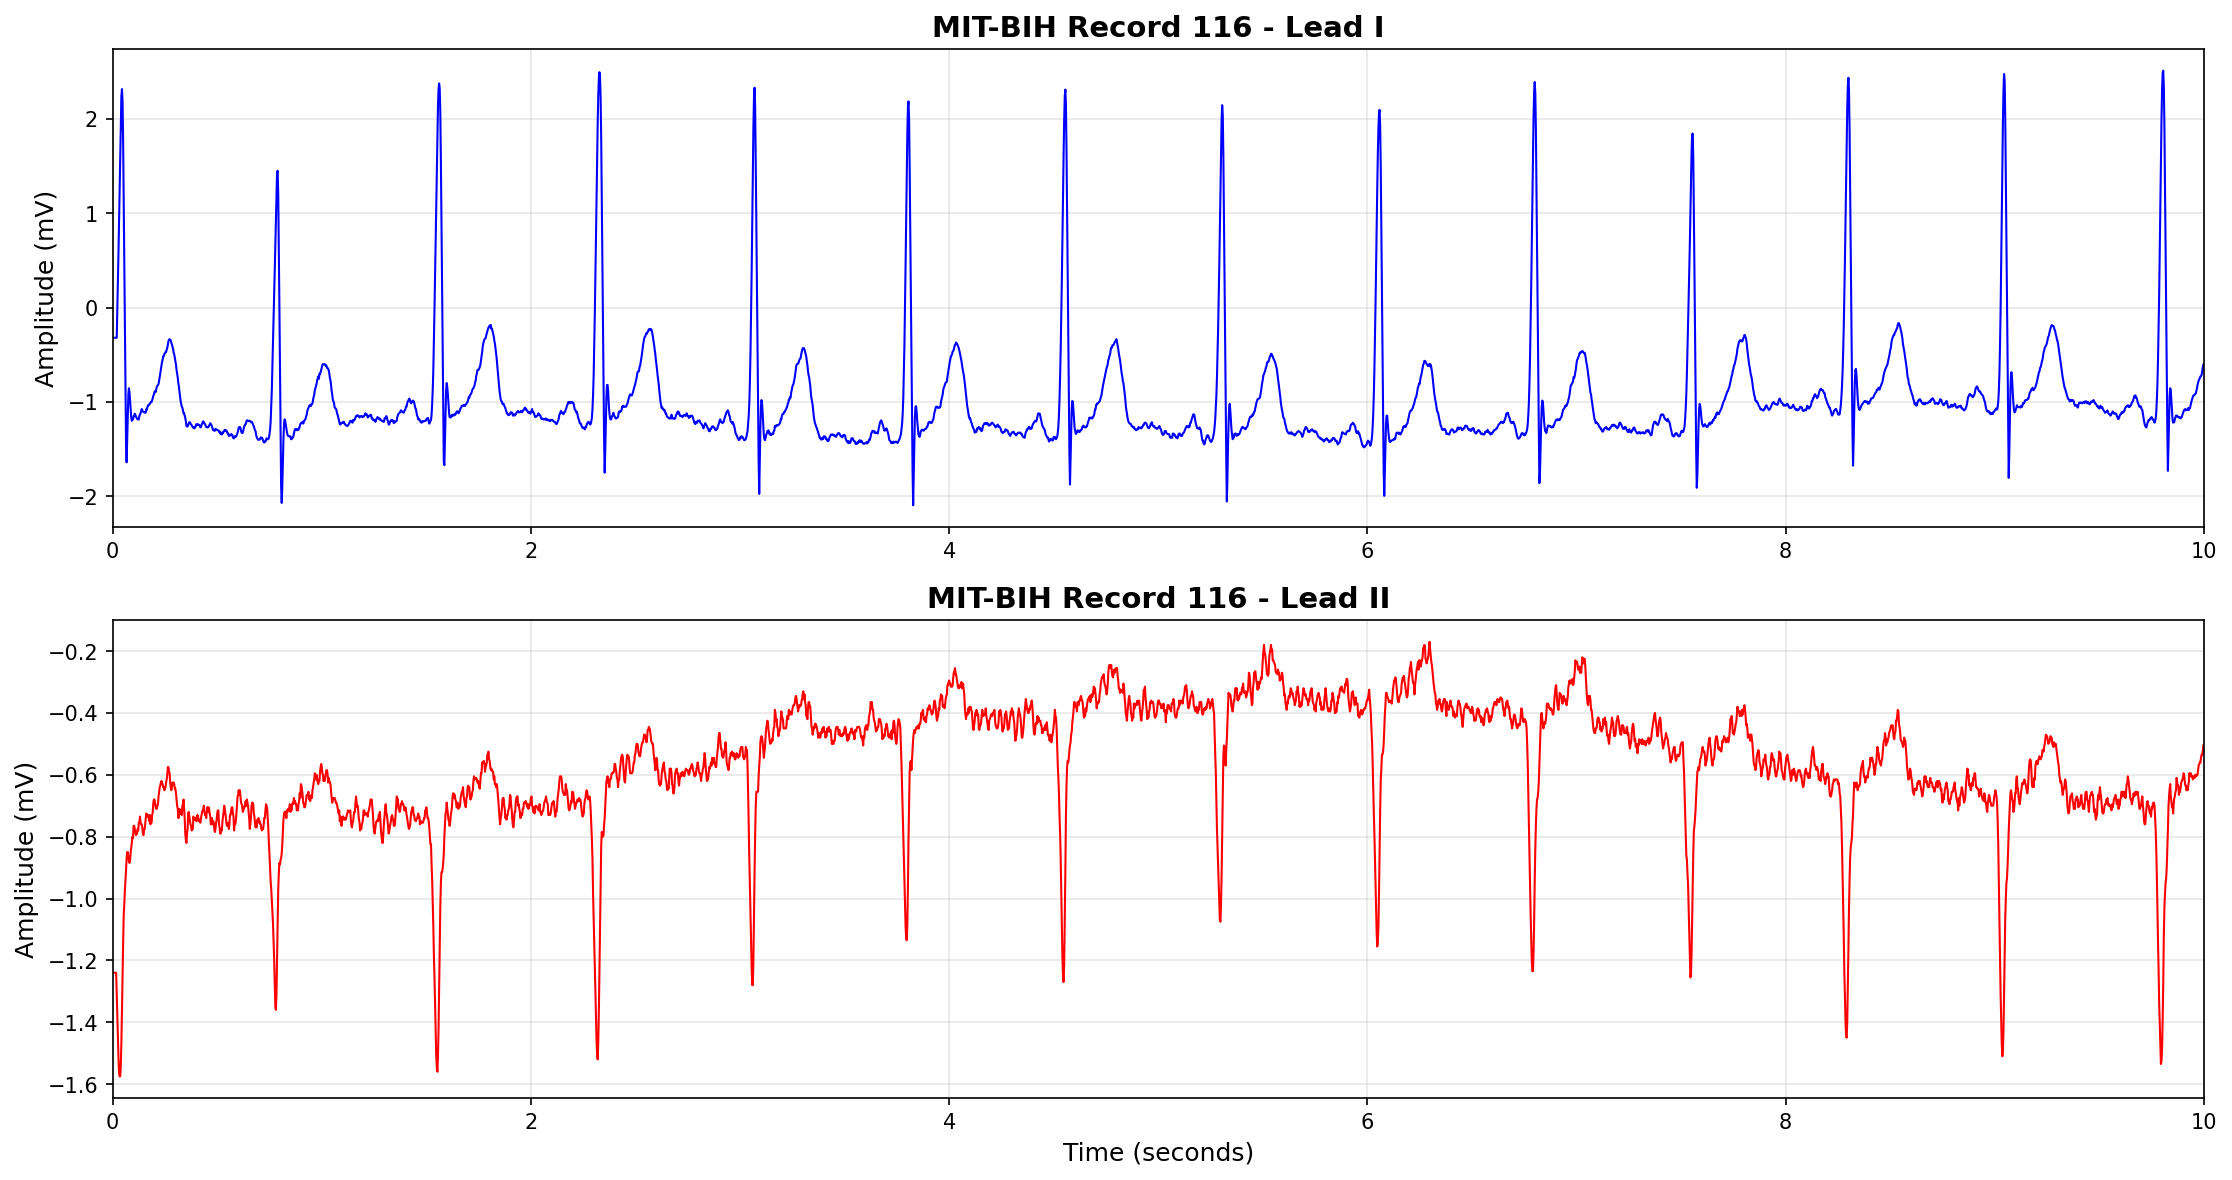 MIT-BIH Record 116 - Lead I
Amplitude (mV)
2
1
0
−1
−2
0 2 4 6 8 10
MIT-BIH Record 116 - Lead II
Amplitude (mV)
−0.2
−0.4
−0.6
−0.8
−1.0
−1.2
−1.4
−1.6
0 2 4 6 8 10
Time (seconds)